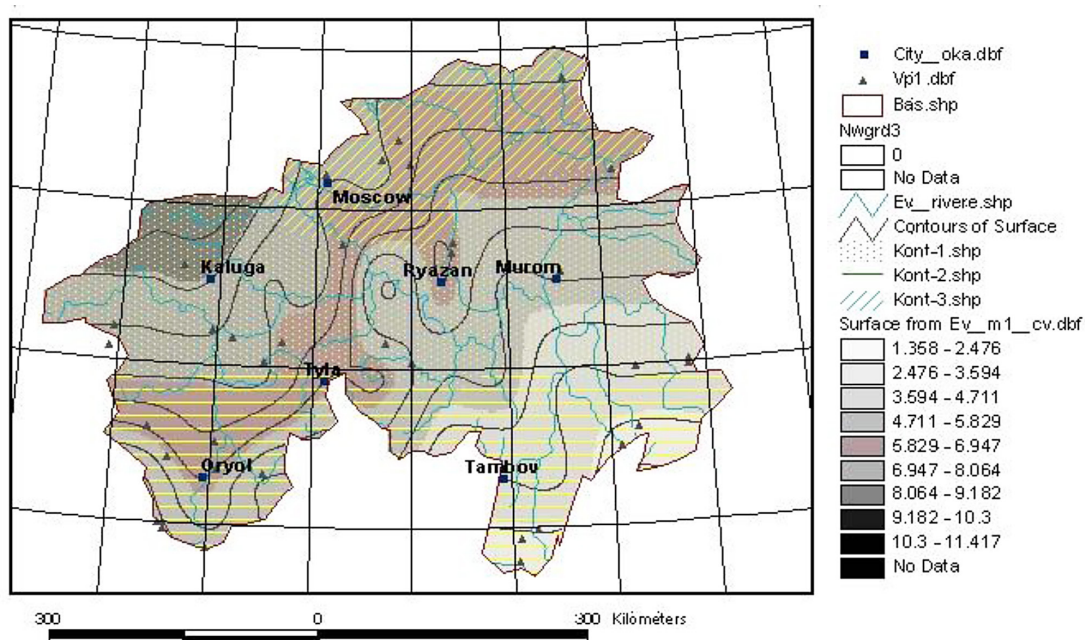 City__oka.dbf
Vp1.dbf
Bas.shp
Nwgrd3
0
No Data
Ev__rivere.shp
Contours of Surface
Kont-1.shp
Kont-2.shp
Kont-3.shp
Surface from Ev__m1__cv.dbf
1.358 - 2.476
2.476 - 3.594
3.594 - 4.711
4.711 - 5.829
5.829 - 6.947
6.947 - 8.064
8.064 - 9.182
9.182 - 10.3
10.3 - 11.417
No Data
Moscow
Kaluga
Ryazan
Murom
Tyla
Oryol
Tambov
300 0 300 Kilometers